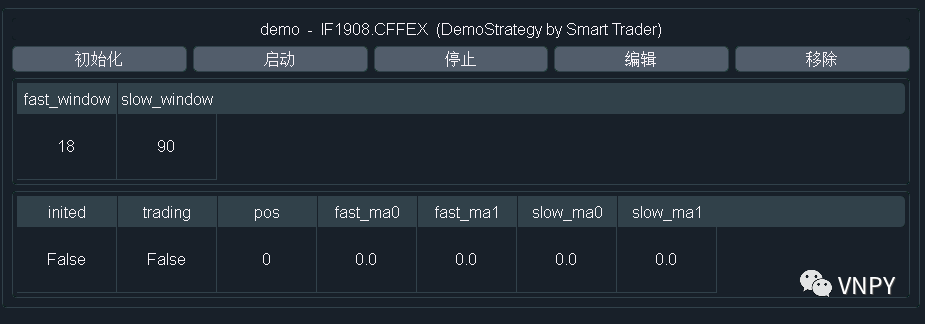 demo - IF1908.CFFEX (DemoStrategy by Smart Trader)
初始化 启动 停止 编辑 移除
fast_window slow_window
18 90
inited trading pos fast_ma0 fast_ma1 slow_ma0 slow_ma1
False False 0 0.0 0.0 0.0 0.0
VNPY